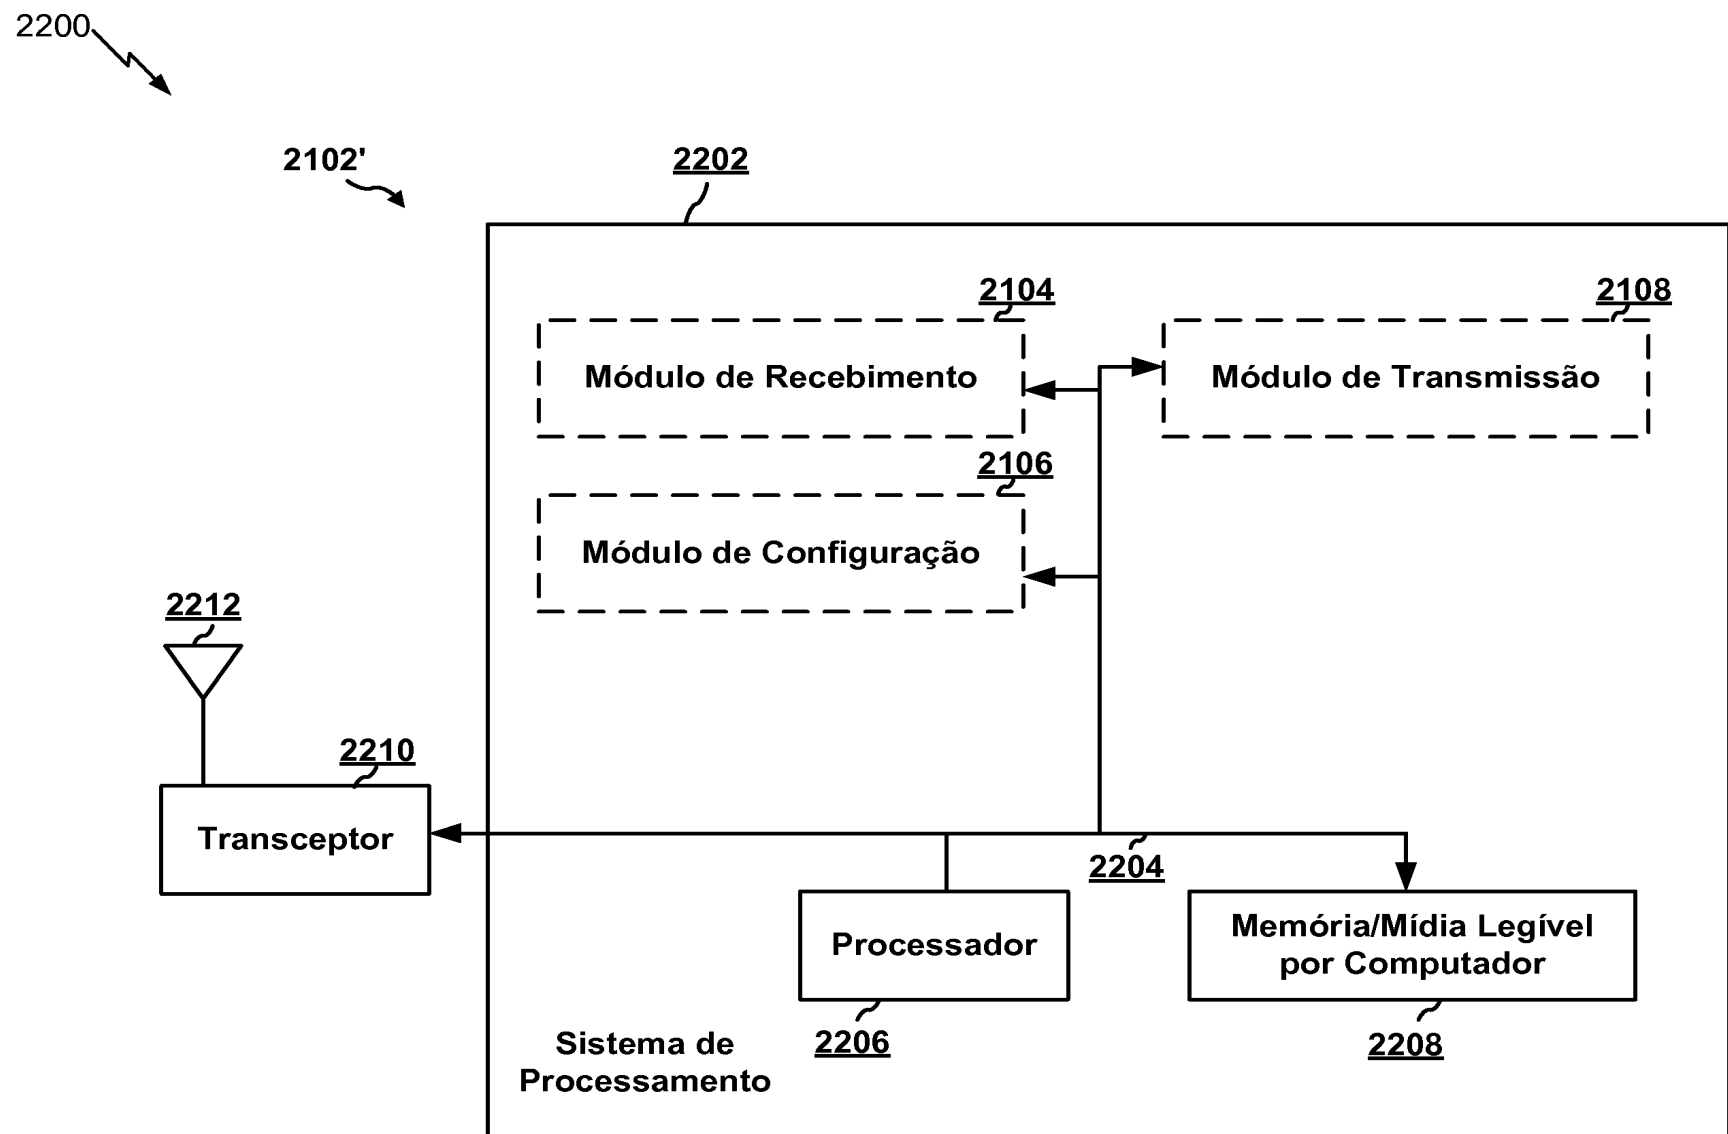 2200
2102'
2202
2104
2108
Módulo de Recebimento
Módulo de Transmissão
2106
Módulo de Configuração
2212
2210
Transceptor
2204
Processador
Memória/Mídia Legível
por Computador
2206
2208
Sistema de
Processamento